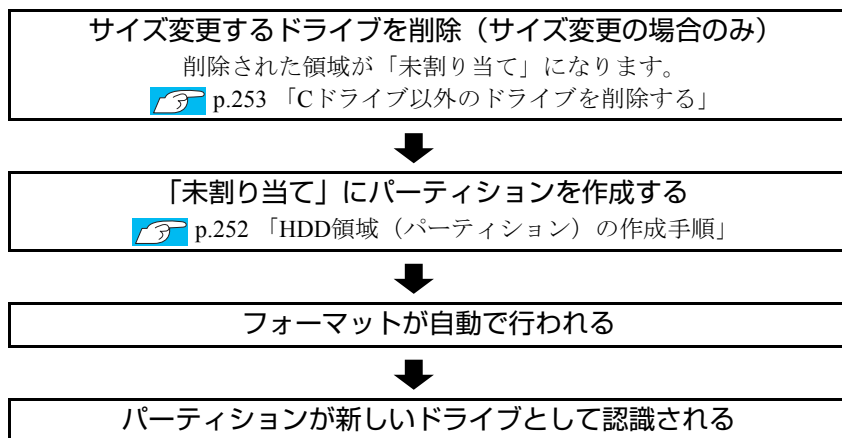 サイズ変更するドライブを削除（サイズ変更の場合のみ）
削除された領域が「未割り当て」になります。
p.253 「Cドライブ以外のドライブを削除する」
「未割り当て」にパーティションを作成する
p.252 「HDD領域（パーティション）の作成手順」
フォーマットが自動で行われる
パーティションが新しいドライブとして認識される